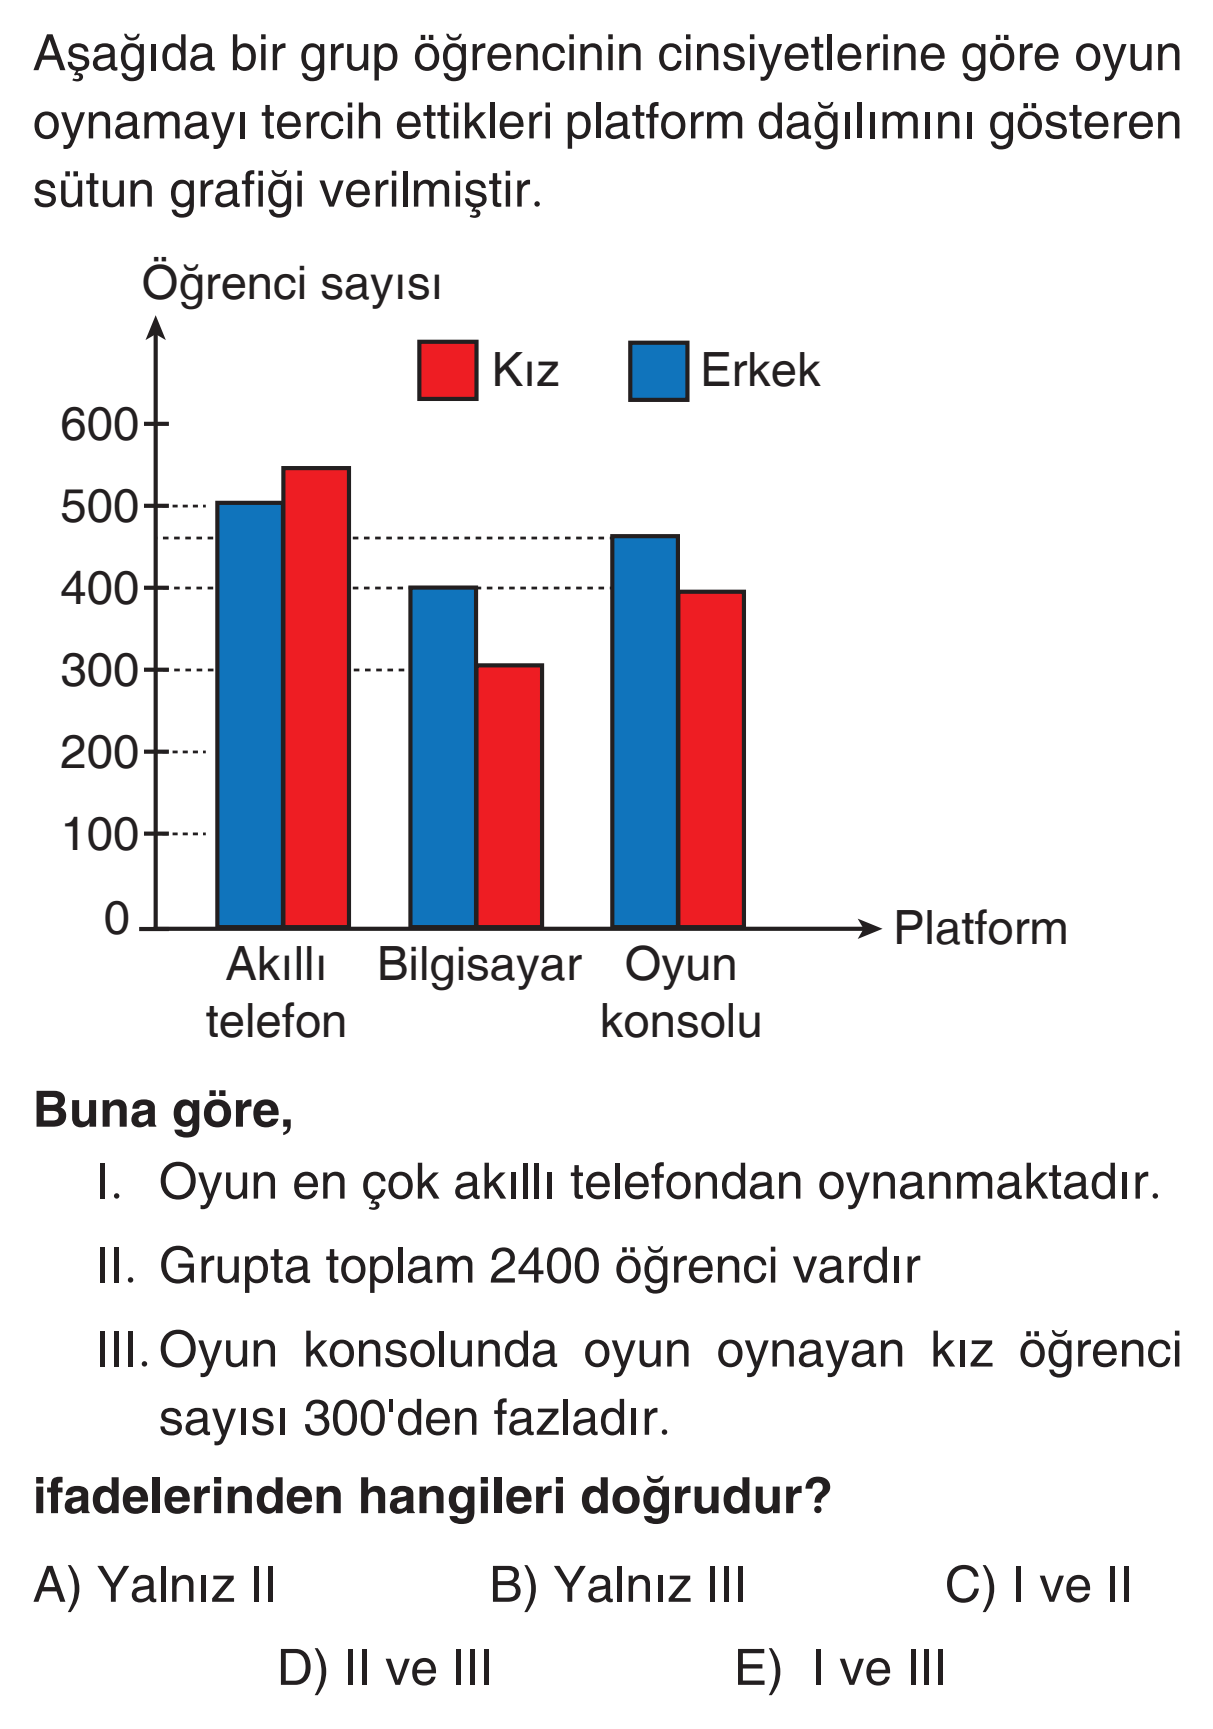 Aşağıda bir grup öğrencinin cinsiyetlerine göre oyun
oynamayı tercih ettikleri platform dağılımını gösteren
sütun grafiği verilmiştir.
Öğrenci sayısı
Kız
Erkek
600
500
400
300
200
100
0
Platform
Akıllı
telefon
Bilgisayar
Oyun
konsolu
Buna göre,
I. Oyun en çok akıllı telefondan oynanmaktadır.
II. Grupta toplam 2400 öğrenci vardır
III. Oyun konsolunda oyun oynayan kız öğrenci
sayısı 300'den fazladır.
ifadelerinden hangileri doğrudur?
A) Yalnız II B) Yalnız III C) I ve II
D) II ve III E) I ve III